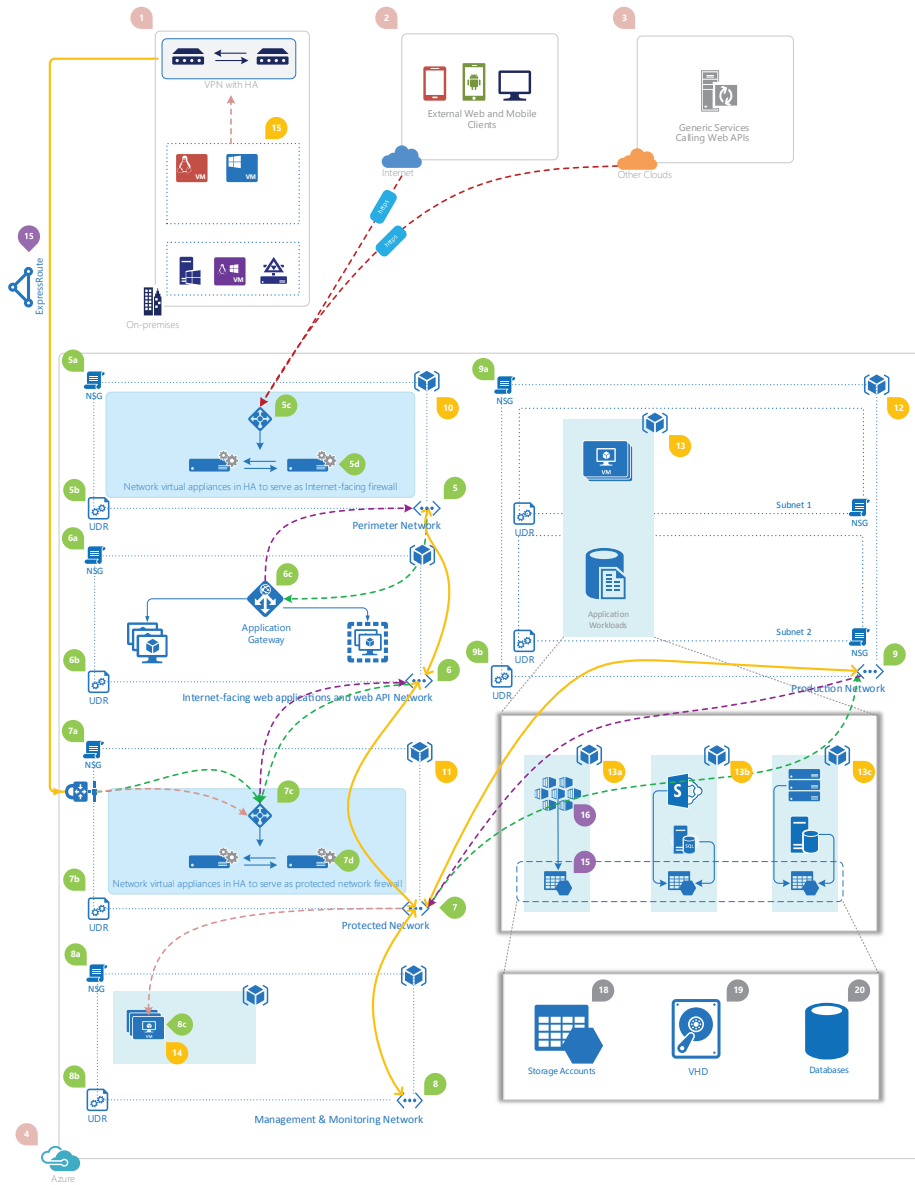 1
2
3
VPN with HA
15
VM
VM
VM
On-premises
External Web and Mobile
Clients
Internet
Generic Services
Calling Web APIs
Other Clouds
https
https
15
ExpressRoute
5a
NSG
10
5c
5d
Network virtual appliances in HA to serve as Internet-facing firewall
5b
UDR
5
Perimeter Network
6a
NSG
6c
Application
Gateway
6b
UDR
6
Internet-facing web applications and web API Network
7a
NSG
11
7c
7d
Network virtual appliances in HA to serve as protected network firewall
7b
UDR
7
Protected Network
8a
NSG
VM
8c
14
8b
UDR
8
Management & Monitoring Network
4
Azure
9a
NSG
12
13
VM
Subnet 1
UDR
NSG
Application
Workloads
Subnet 2
UDR
NSG
9b
UDR
9
Production Network
13a
13b
13c
S
16
SQL
15
18
19
20
Storage Accounts
VHD
Databases